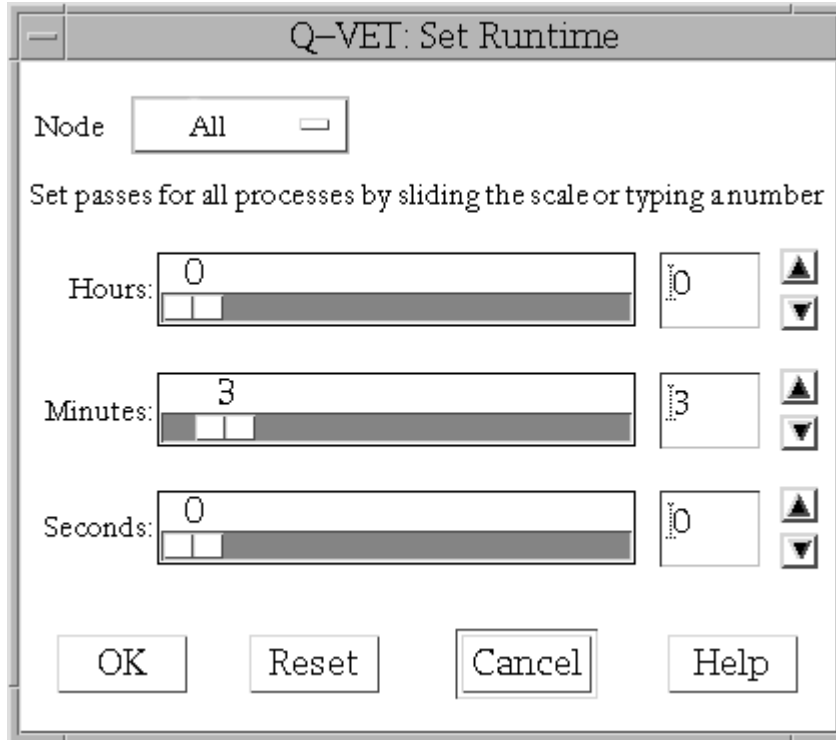 Q-VET: Set Runtime
Node All
Set passes for all processes by sliding the scale or typing a number
0
Hours: 0
3
Minutes: 3
0
Seconds: 0
OK Reset Cancel Help